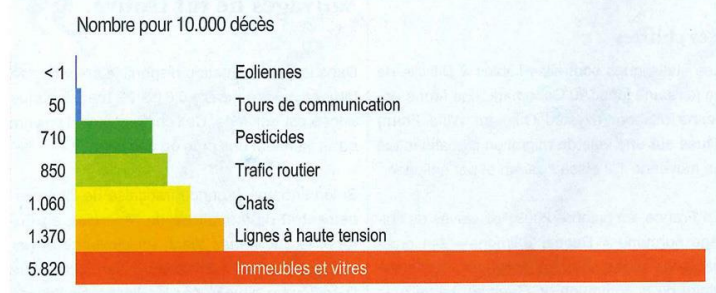 Nombre pour 10.000 décès
< 1 Eoliennes
50 Tours de communication
710 Pesticides
850 Trafic routier
1.060 Chats
1.370 Lignes à haute tension
5.820 Immeubles et vitres